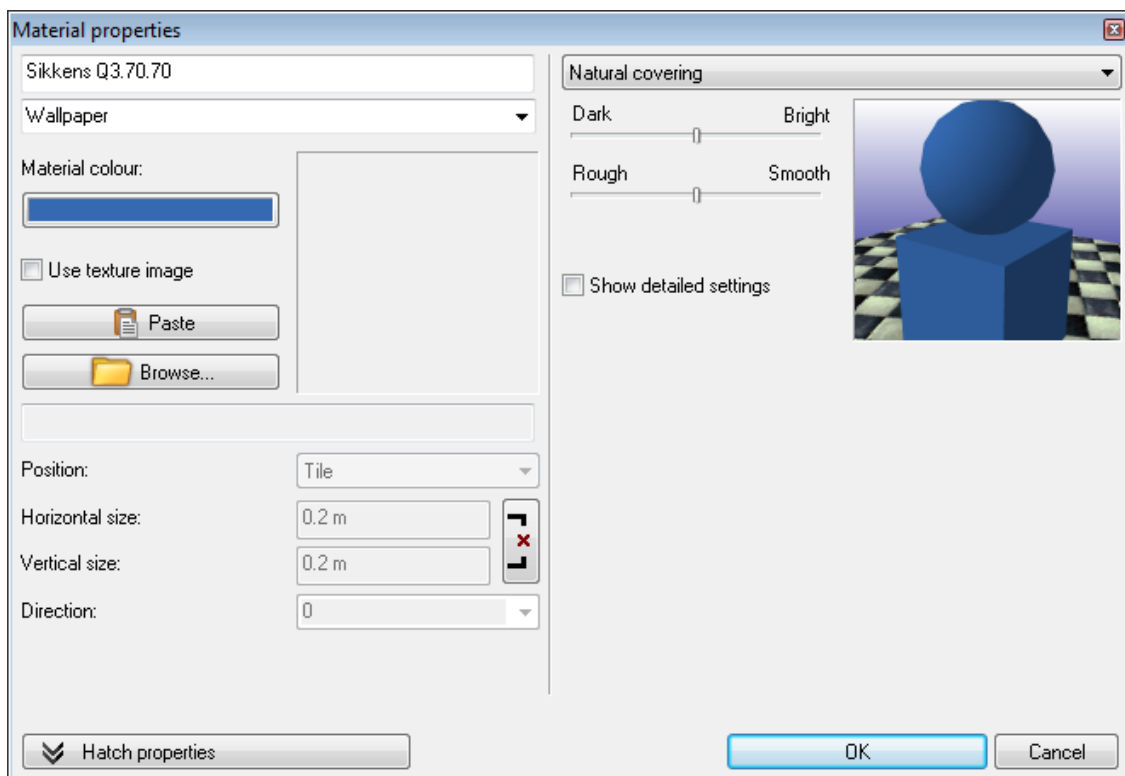 Material properties
Sikkens Q3.70.70
Wallpaper
Material colour:
Use texture image
Paste
Browse...
Position:
Tile
Horizontal size:
0.2 m
Vertical size:
0.2 m
Direction:
0
Hatch properties
Natural covering
Dark Bright
Rough Smooth
Show detailed settings
OK
Cancel